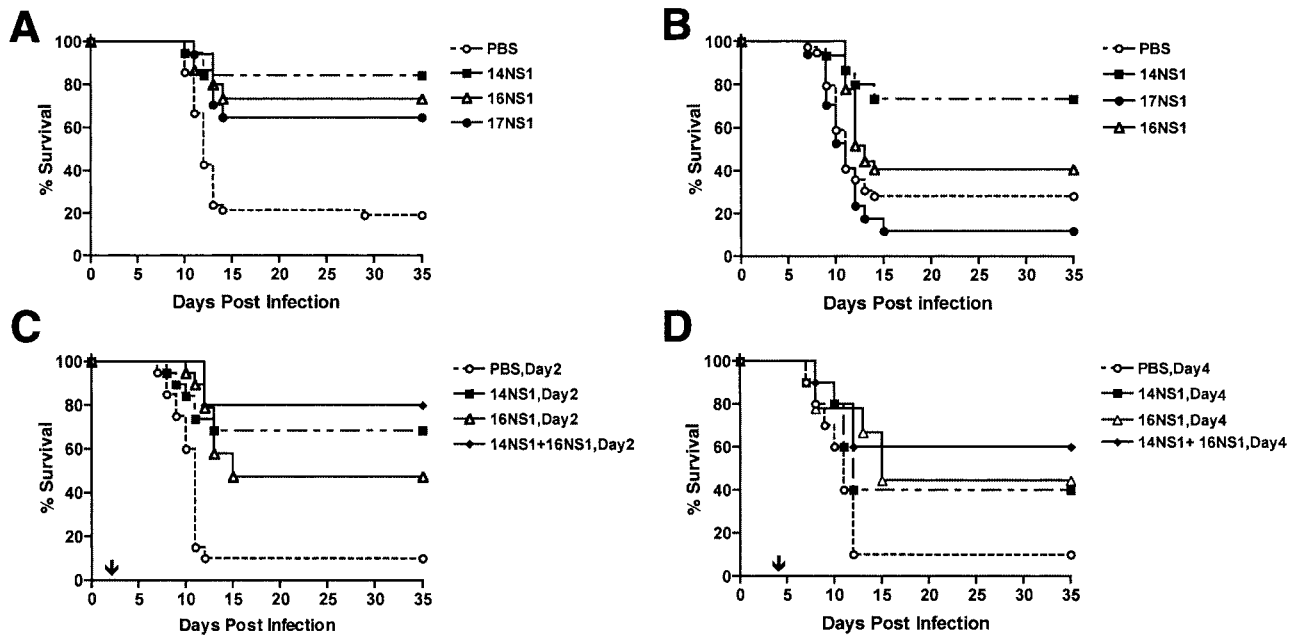 A
100
80
60
40
20
0
% Survival
0 5 10 15 20 25 30 35
Days Post Infection
PBS
14NS1
16NS1
17NS1
B
100
80
60
40
20
0
% Survival
0 5 10 15 20 25 30 35
Days Post infection
PBS
14NS1
17NS1
16NS1
C
100
80
60
40
20
0
% Survival
0 5 10 15 20 25 30 35
Days Post Infection
PBS,Day2
14NS1,Day2
16NS1,Day2
14NS1+16NS1,Day2
D
100
80
60
40
20
0
% Survival
0 5 10 15 20 25 30 35
Days Post Infection
PBS,Day4
14NS1,Day4
16NS1,Day4
14NS1+ 16NS1,Day4